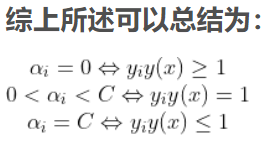 综上所述可以总结为：
αᵢ = 0 ⇔ yᵢy(x) ≥ 1
0 < αᵢ < C ⇔ yᵢy(x) = 1
αᵢ = C ⇔ yᵢy(x) ≤ 1